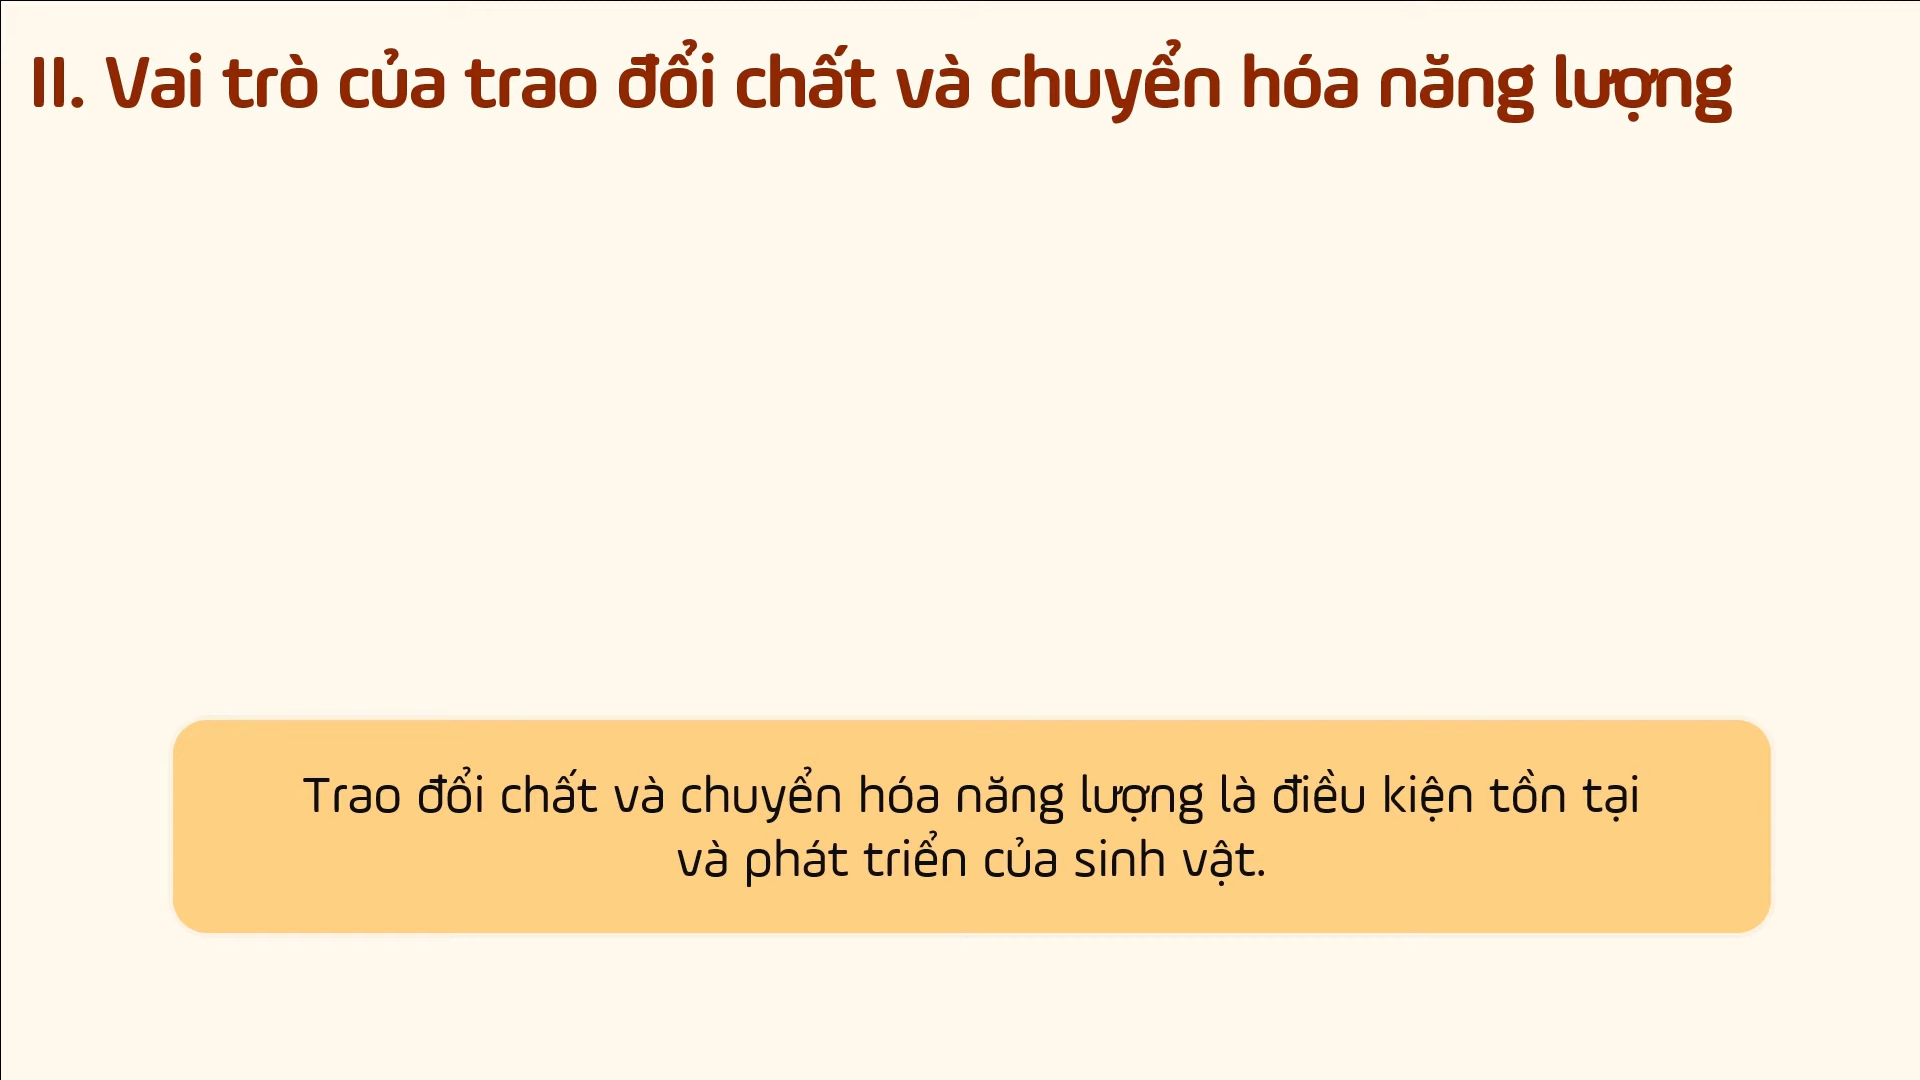 II. Vai trò của trao đổi chất và chuyển hóa năng lượng
Trao đổi chất và chuyển hóa năng lượng là điều kiện tồn tại
và phát triển của sinh vật.